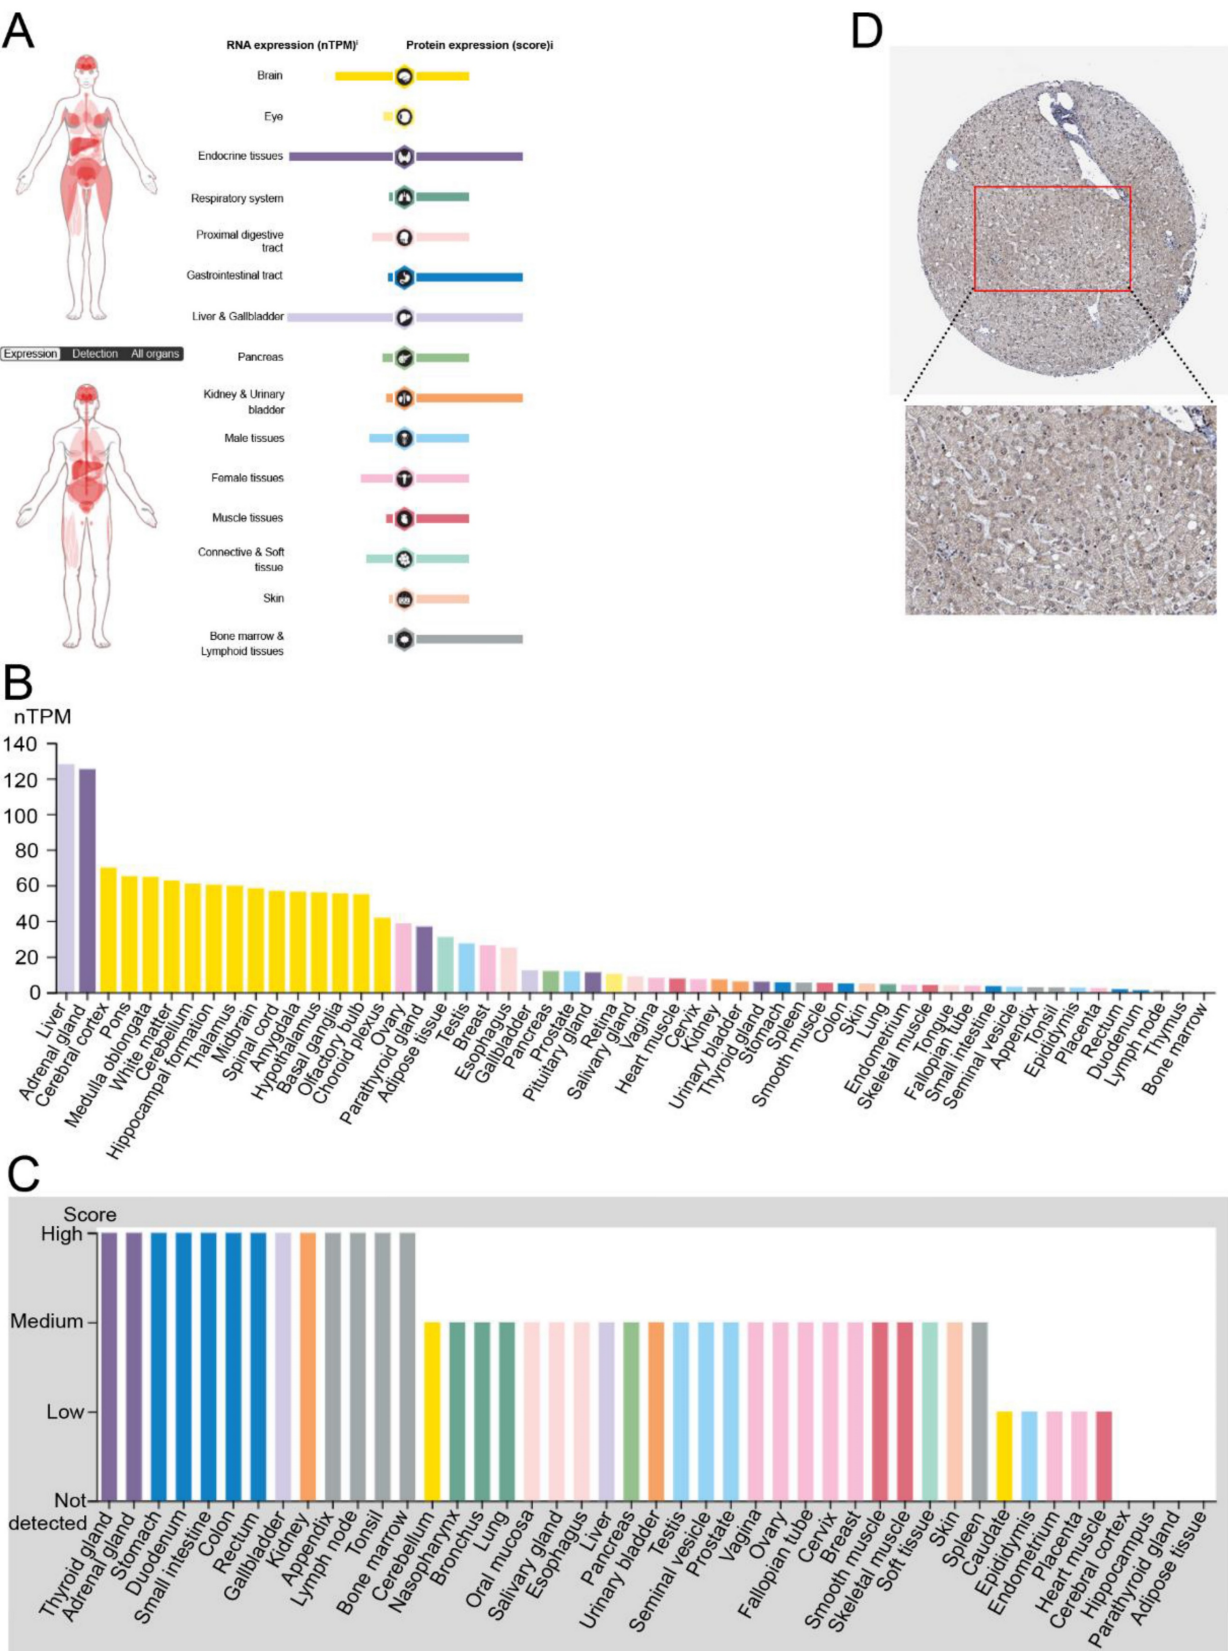 A
D
RNA expression (nTPM)i
Protein expression (score)i
Brain
Eye
Endocrine tissues
Respiratory system
Proximal digestive
tract
Gastrointestinal tract
Liver & Gallbladder
Expression Detection All organs
Pancreas
Kidney & Urinary
bladder
Male tissues
Female tissues
Muscle tissues
Connective & Soft
tissue
Skin
Bone marrow &
Lymphoid tissues
B
nTPM
140
120
100
80
60
40
20
0
Liver
Adrenal gland
Cerebral cortex
Pons
Medulla oblongata
White matter
Cerebellum
Hippocampal formation
Thalamus
Midbrain
Spinal cord
Amygdala
Hypothalamus
Basal ganglia
Olfactory bulb
Choroid plexus
Ovary
Parathyroid gland
Adipose tissue
Testis
Breast
Esophagus
Gallbladder
Pancreas
Prostate
Pituitary gland
Retina
Salivary gland
Vagina
Heart muscle
Cervix
Kidney
Urinary bladder
Thyroid gland
Stomach
Spleen
Smooth muscle
Colon
Skin
Lung
Endometrium
Skeletal muscle
Tongue
Fallopian tube
Small intestine
Seminal vesicle
Appendix
Tonsil
Epididymis
Placenta
Rectum
Duodenum
Lymph node
Thymus
Bone marrow
C
Score
High
Medium
Low
Not
detected
Thyroid gland
Adrenal gland
Stomach
Duodenum
Small intestine
Colon
Rectum
Gallbladder
Kidney
Appendix
Lymph node
Tonsil
Bone marrow
Cerebellum
Nasopharynx
Bronchus
Lung
Oral mucosa
Salivary gland
Esophagus
Liver
Pancreas
Urinary bladder
Testis
Seminal vesicle
Prostate
Vagina
Ovary
Fallopian tube
Cervix
Breast
Smooth muscle
Skeletal muscle
Soft tissue
Skin
Spleen
Caudate
Epididymis
Endometrium
Placenta
Heart muscle
Cerebral cortex
Hippocampus
Parathyroid gland
Adipose tissue